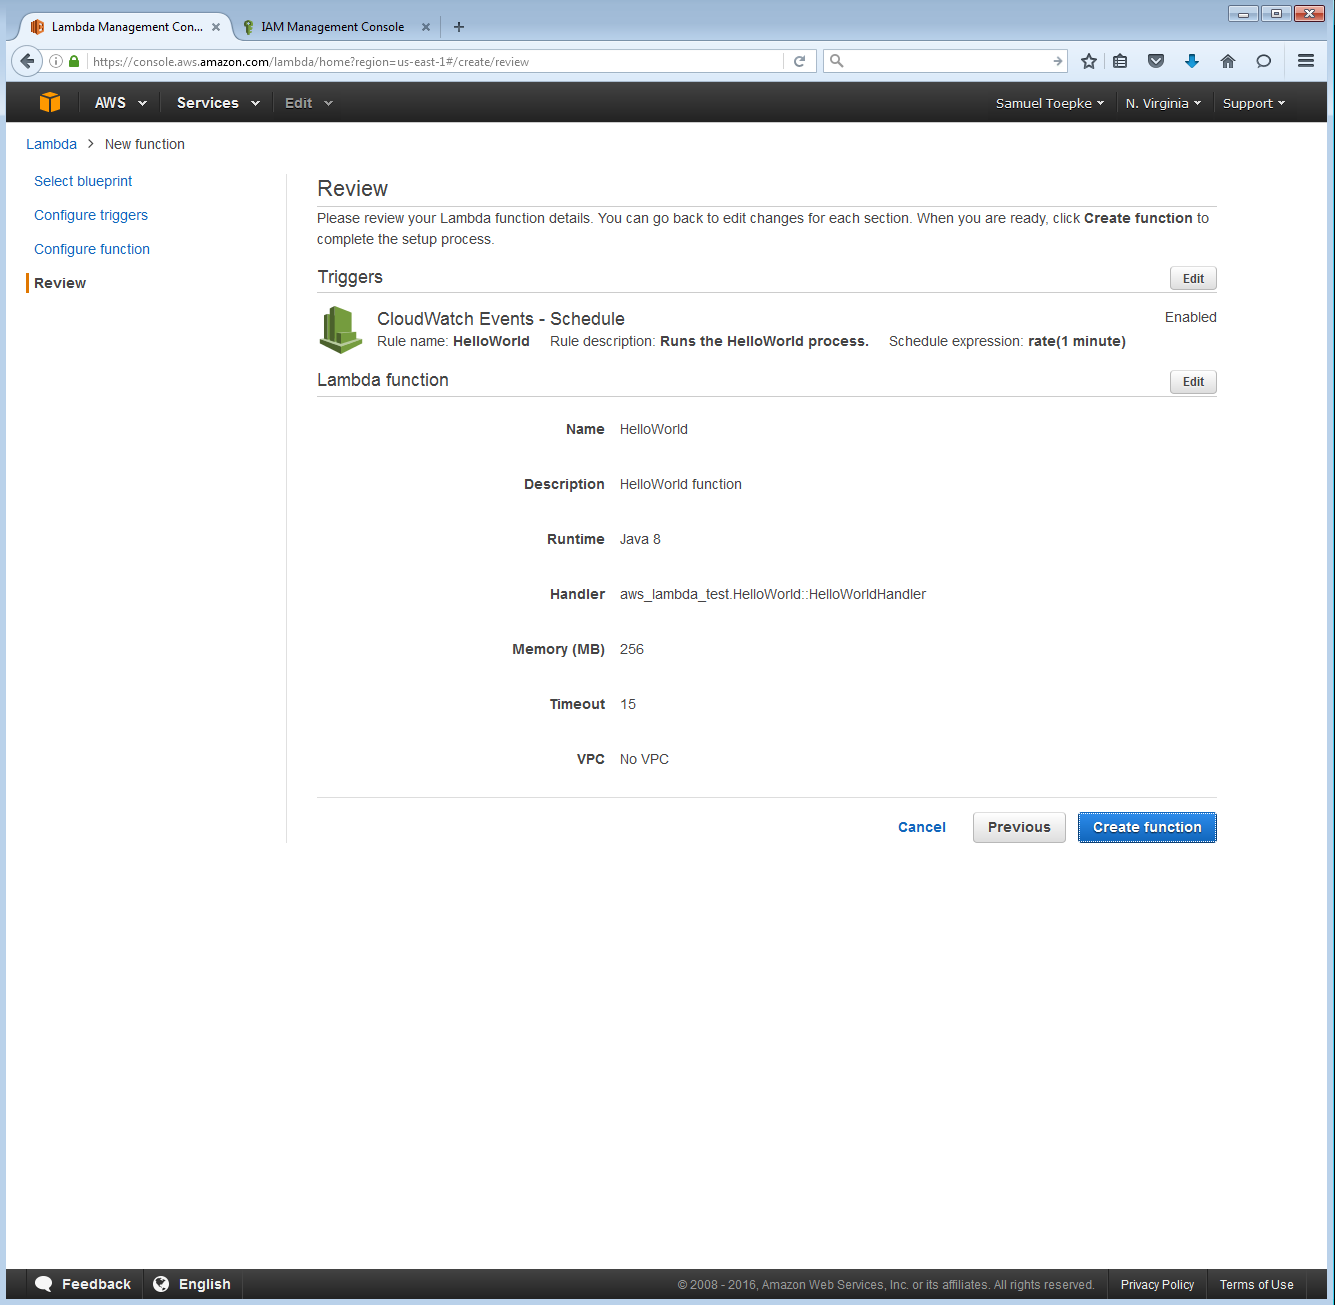 Lambda Management Con...
IAM Management Console
https://console.aws.amazon.com/lambda/home?region=us-east-1#/create/review
AWS Services Edit Samuel Toepke N. Virginia Support
Lambda > New function
Select blueprint
Configure triggers
Configure function
Review
Review
Please review your Lambda function details. You can go back to edit changes for each section. When you are ready, click Create function to
complete the setup process.
Triggers Edit
CloudWatch Events - Schedule Enabled
Rule name: HelloWorld Rule description: Runs the HelloWorld process. Schedule expression: rate(1 minute)
Lambda function Edit
Name HelloWorld
Description HelloWorld function
Runtime Java 8
Handler aws_lambda_test.HelloWorld::HelloWorldHandler
Memory (MB) 256
Timeout 15
VPC No VPC
Cancel Previous Create function
Feedback English © 2008 - 2016, Amazon Web Services, Inc. or its affiliates. All rights reserved. Privacy Policy Terms of Use